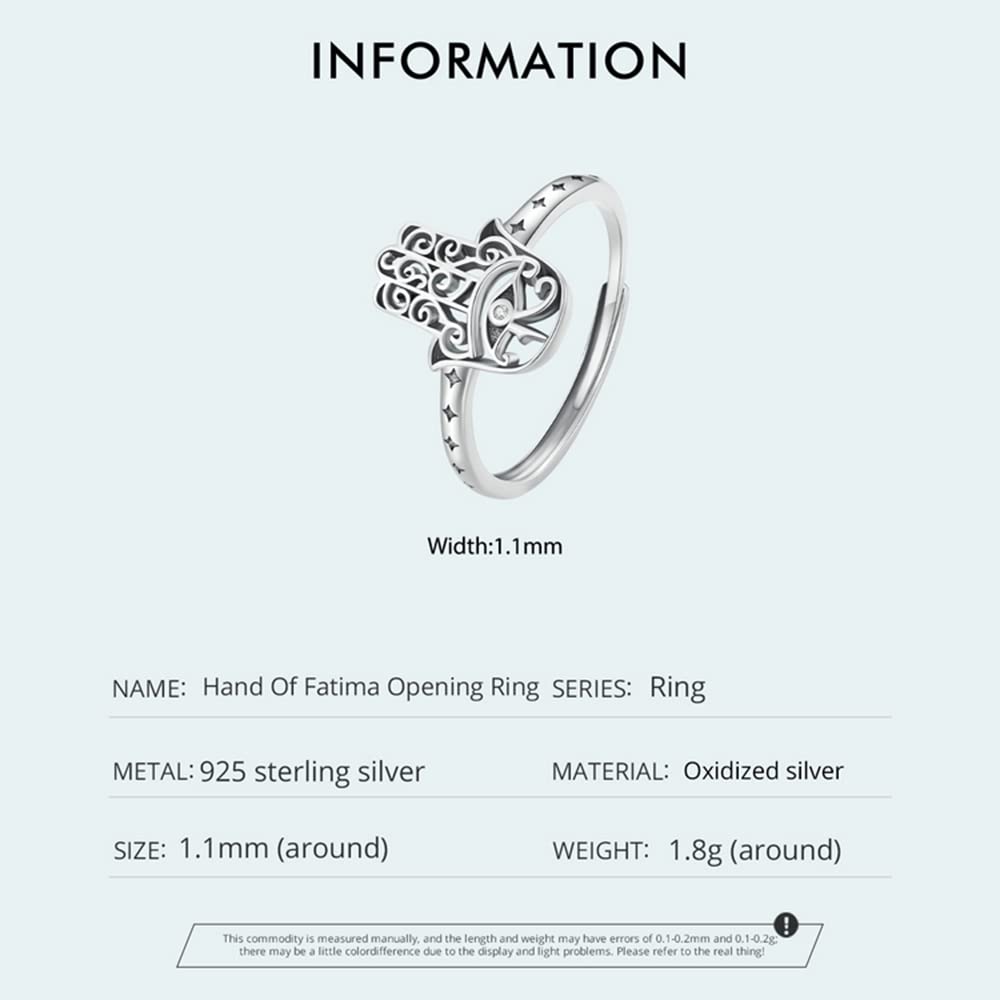 INFORMATION
Width:1.1mm
NAME: Hand Of Fatima Opening Ring SERIES: Ring
METAL: 925 sterling silver MATERIAL: Oxidized silver
SIZE: 1.1mm (around) WEIGHT: 1.8g (around)
This commodity is measured manually, and the length and weight may have errors of 0.1-0.2mm and 0.1-0.2g;
there may be a little colordifference due to the display and light problems. Please refer to the real thing!